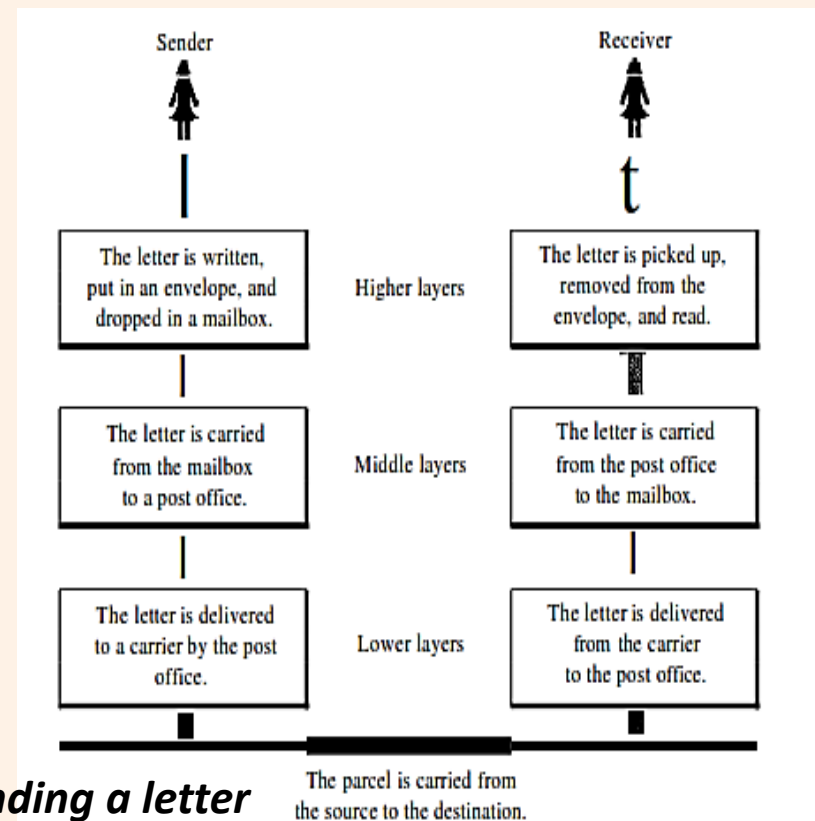 Sender
Receiver
t
The letter is written,
put in an envelope, and
dropped in a mailbox.
Higher layers
The letter is picked up,
removed from the
envelope, and read.
The letter is carried
from the mailbox
to a post office.
Middle layers
The letter is carried
from the post office
to the mailbox.
The letter is delivered
to a carrier by the post
office.
Lower layers
The letter is delivered
from the carrier
to the post office.
The parcel is carried from
the source to the destination.
nding a letter